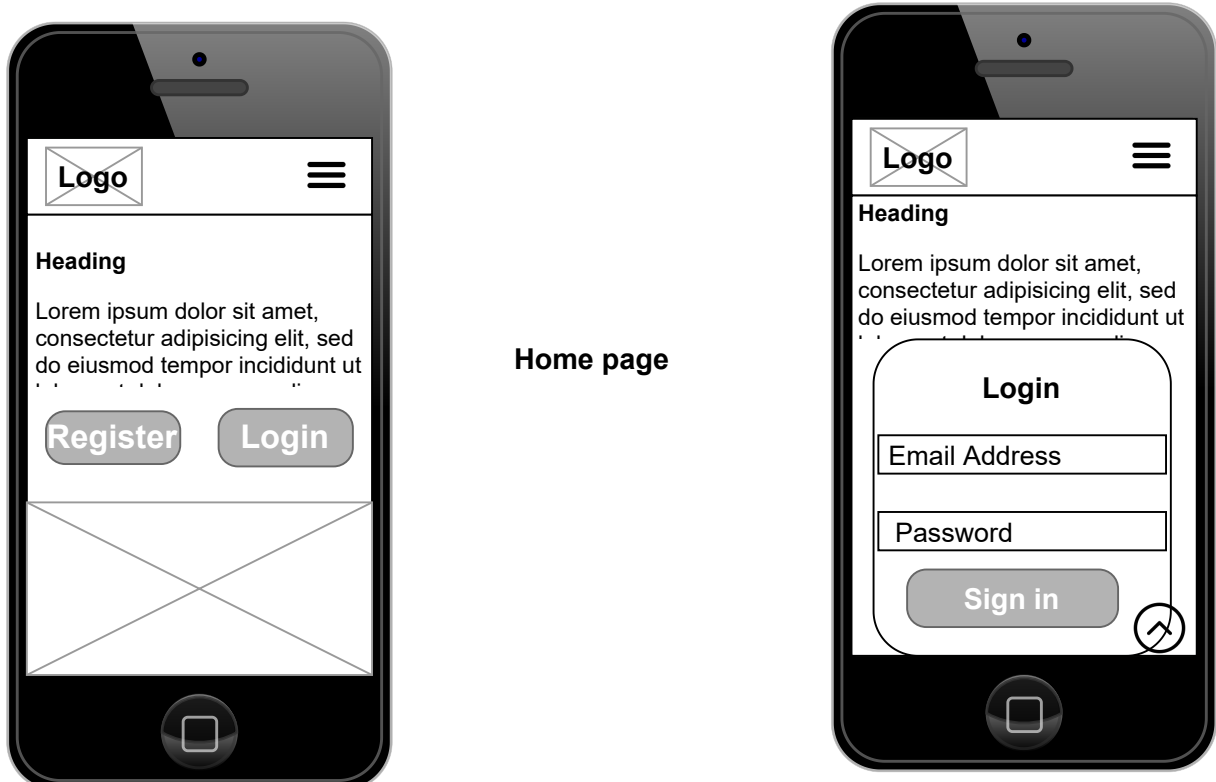 Logo
Heading
Lorem ipsum dolor sit amet,
consectetur adipisicing elit, sed
do eiusmod tempor incididunt ut
Register
Login
Home page
Logo
Heading
Lorem ipsum dolor sit amet,
consectetur adipisicing elit, sed
do eiusmod tempor incididunt ut
Login
Email Address
Password
Sign in